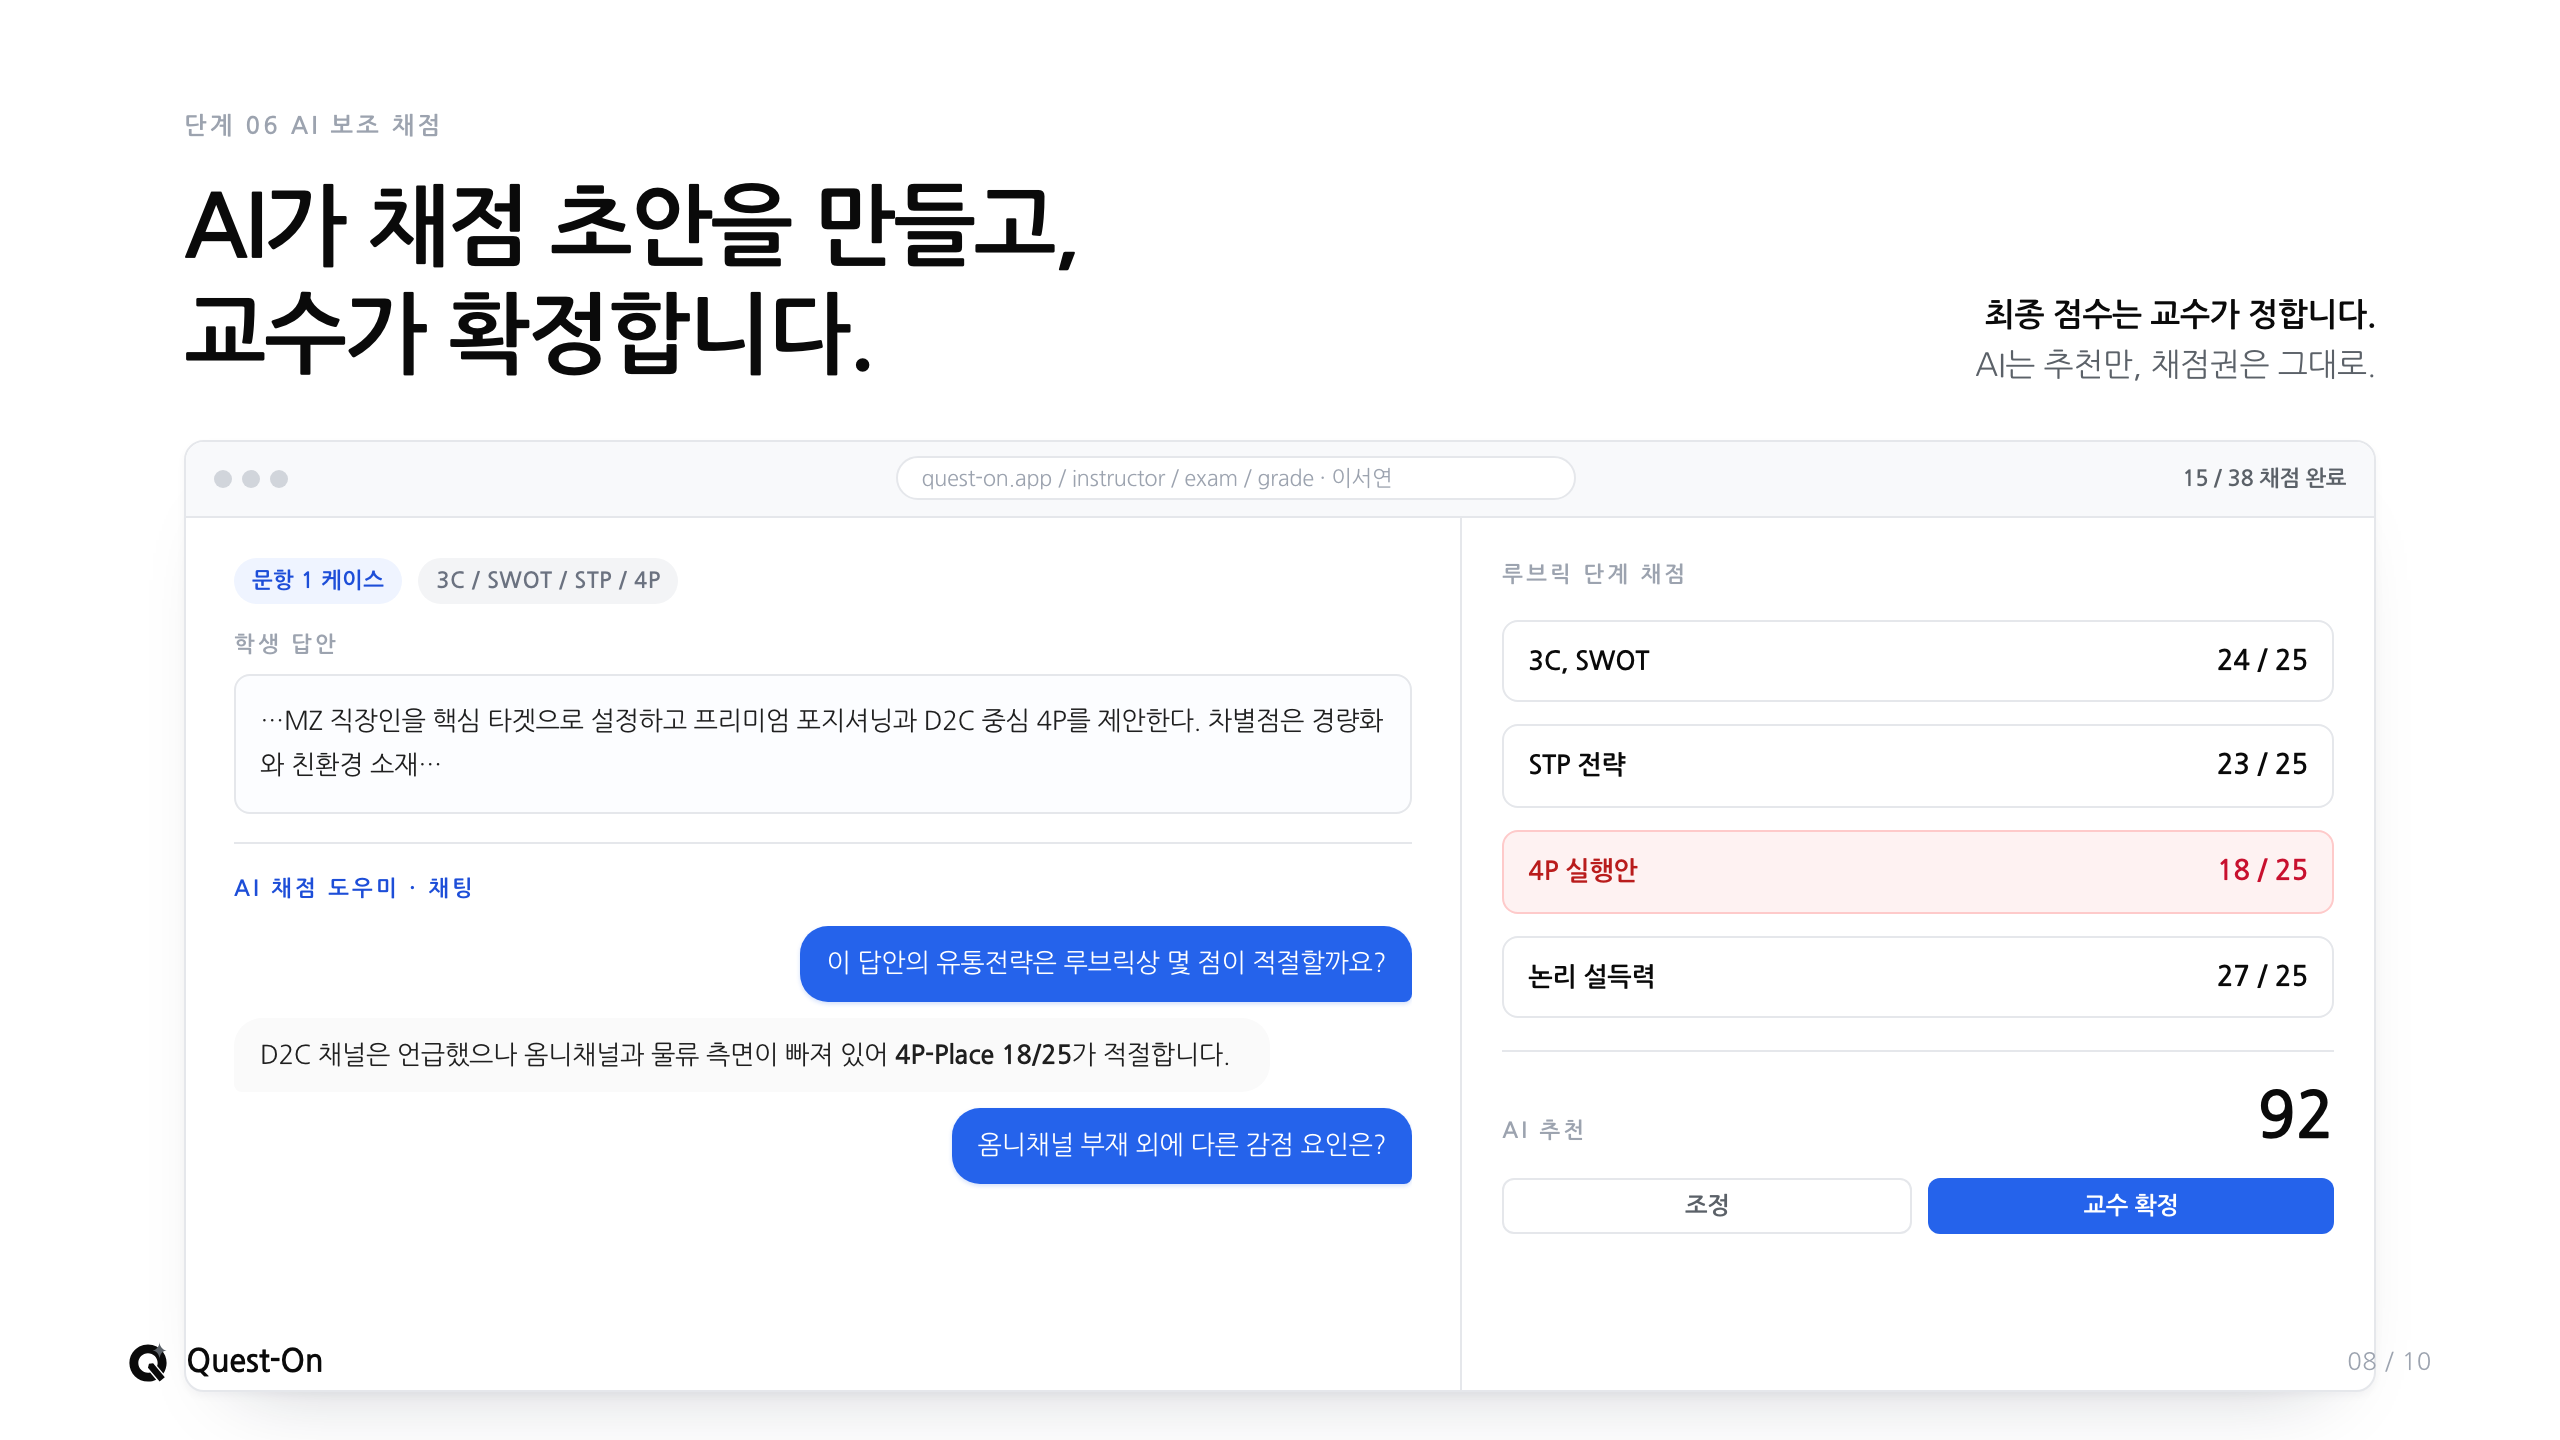 단계 06 AI 보조 채점
AI가 채점 초안을 만들고,
교수가 확정합니다.
최종 점수는 교수가 정합니다.
AI는 추천만, 채점권은 그대로.
quest-on.app / instructor / exam / grade · 이서연
15 / 38 채점 완료
문항 1 케이스
3C / SWOT / STP / 4P
학생 답안
…MZ 직장인을 핵심 타겟으로 설정하고 프리미엄 포지셔닝과 D2C 중심 4P를 제안한다. 차별점은 경량화
와 친환경 소재…
AI 채점 도우미 · 채팅
이 답안의 유통전략은 루브릭상 몇 점이 적절할까요?
D2C 채널은 언급했으나 옴니채널과 물류 측면이 빠져 있어 4P-Place 18/25가 적절합니다.
옴니채널 부재 외에 다른 감점 요인은?
루브릭 단계 채점
3C, SWOT 24 / 25
STP 전략 23 / 25
4P 실행안 18 / 25
논리 설득력 27 / 25
AI 추천 92
조정
교수 확정
Quest-On
08 / 10